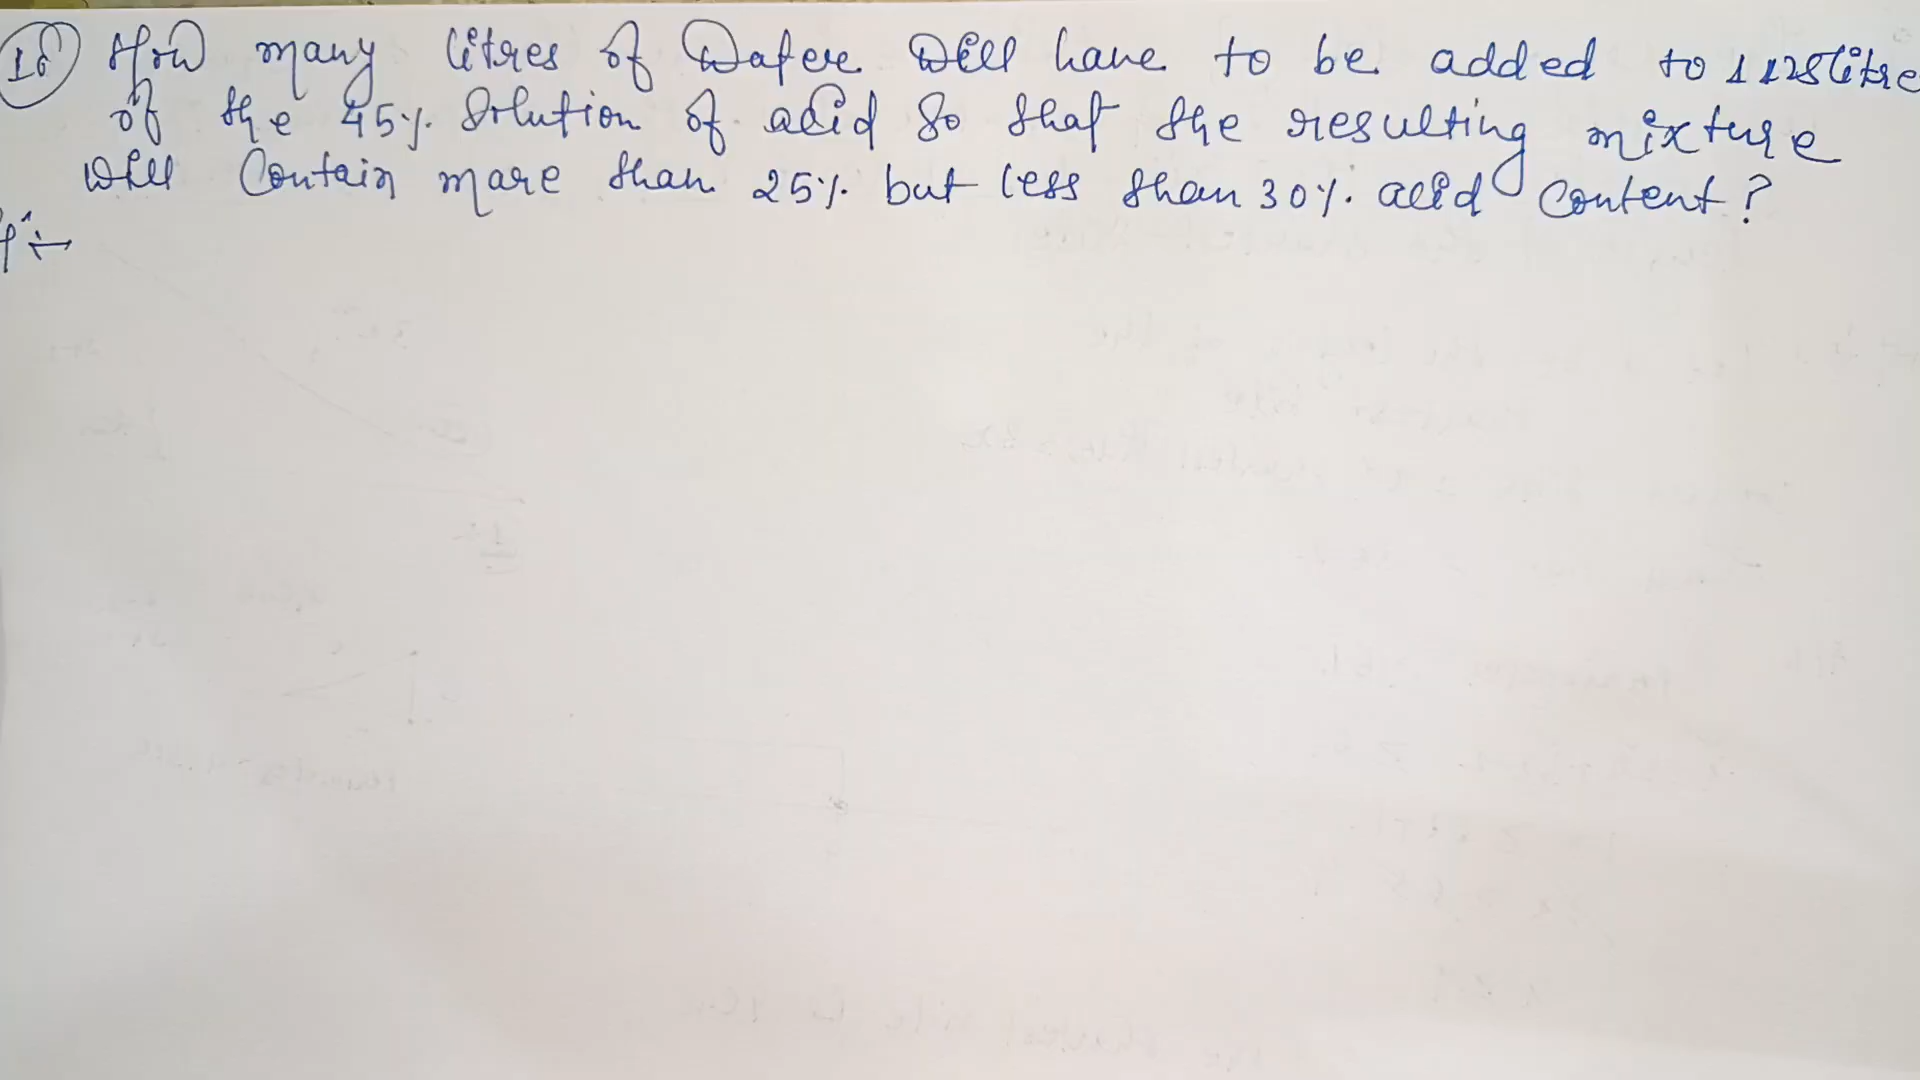 16 How many litres of water will have to be added to 1125 litre
of the 45% solution of acid so that the resulting mixture
will contain more than 25% but less than 30% acid content?